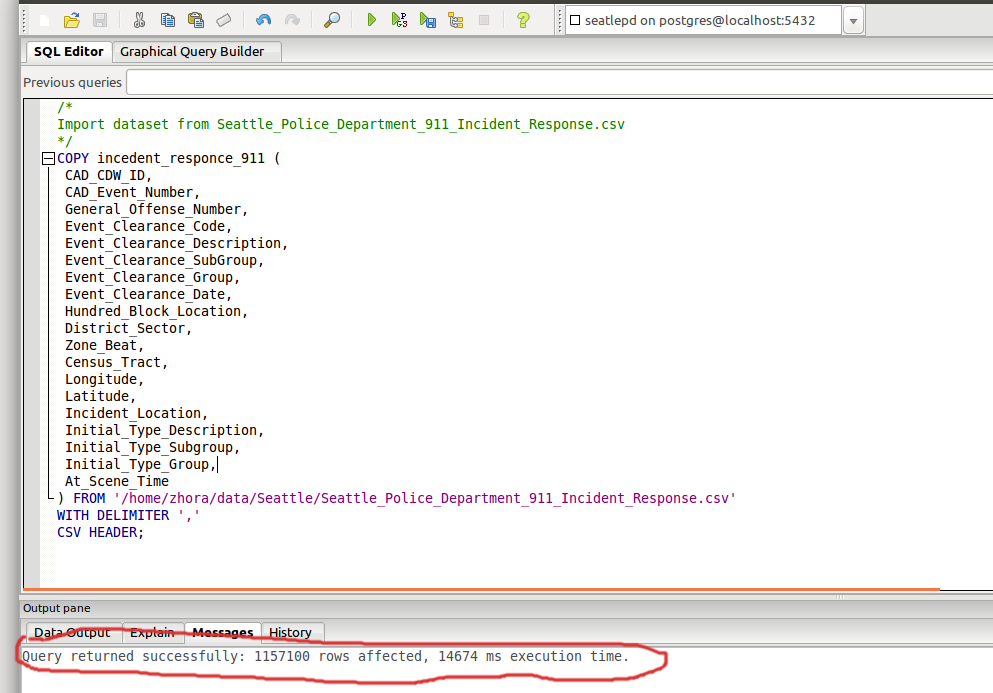 seatlepd on postgres@localhost:5432
SQL Editor Graphical Query Builder
Previous queries
/*
Import dataset from Seattle_Police_Department_911_Incident_Response.csv
*/
COPY incedent_responce_911 (
CAD_CDW_ID,
CAD_Event_Number,
General_Offense_Number,
Event_Clearance_Code,
Event_Clearance_Description,
Event_Clearance_SubGroup,
Event_Clearance_Group,
Event_Clearance_Date,
Hundred_Block_Location,
District_Sector,
Zone_Beat,
Census_Tract,
Longitude,
Latitude,
Incident_Location,
Initial_Type_Description,
Initial_Type_Subgroup,
Initial_Type_Group,
At_Scene_Time
) FROM '/home/zhora/data/Seattle/Seattle_Police_Department_911_Incident_Response.csv'
WITH DELIMITER ','
CSV HEADER;
Output pane
Data Output Explain Messages History
Query returned successfully: 1157100 rows affected, 14674 ms execution time.